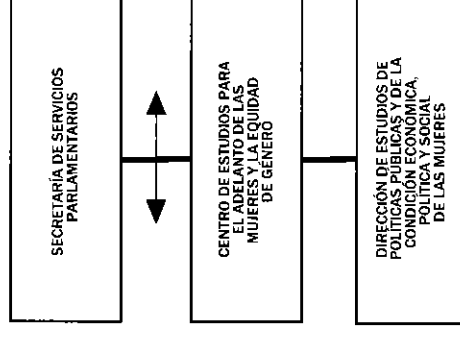 SECRETARÍA DE SERVICIOS
PARLAMENTARIOS
CENTRO DE ESTUDIOS PARA
EL ADELANTO DE LAS
MUJERES Y LA EQUIDAD
DE GÉNERO
DIRECCIÓN DE ESTUDIOS DE
POLÍTICAS PÚBLICAS Y DE LA
CONDICIÓN ECONÓMICA,
POLÍTICA Y SOCIAL
DE LAS MUJERES